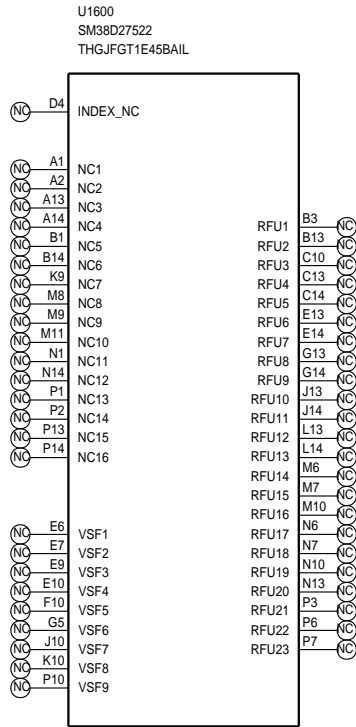 U1600
SM38D27522
THGJFGT1E45BAIL
NC D4 INDEX_NC
NC A1 NC1
NC A2 NC2
NC A13 NC3
NC A14 NC4
NC B1 NC5
NC B14 NC6
NC K9 NC7
NC M8 NC8
NC M9 NC9
NC M11 NC10
NC N1 NC11
NC N14 NC12
NC P1 NC13
NC P2 NC14
NC P13 NC15
NC P14 NC16
NC E6 VSF1
NC E7 VSF2
NC E9 VSF3
NC E10 VSF4
NC F10 VSF5
NC G5 VSF6
NC J10 VSF7
NC K10 VSF8
NC P10 VSF9
RFU1 B3 NC
RFU2 B13 NC
RFU3 C10 NC
RFU4 C13 NC
RFU5 C14 NC
RFU6 E13 NC
RFU7 E14 NC
RFU8 G13 NC
RFU9 G14 NC
RFU10 J13 NC
RFU11 J14 NC
RFU12 L13 NC
RFU13 L14 NC
RFU14 M6 NC
RFU15 M7 NC
RFU16 M10 NC
RFU17 N6 NC
RFU18 N7 NC
RFU19 N10 NC
RFU20 N13 NC
RFU21 P3 NC
RFU22 P6 NC
RFU23 P7 NC